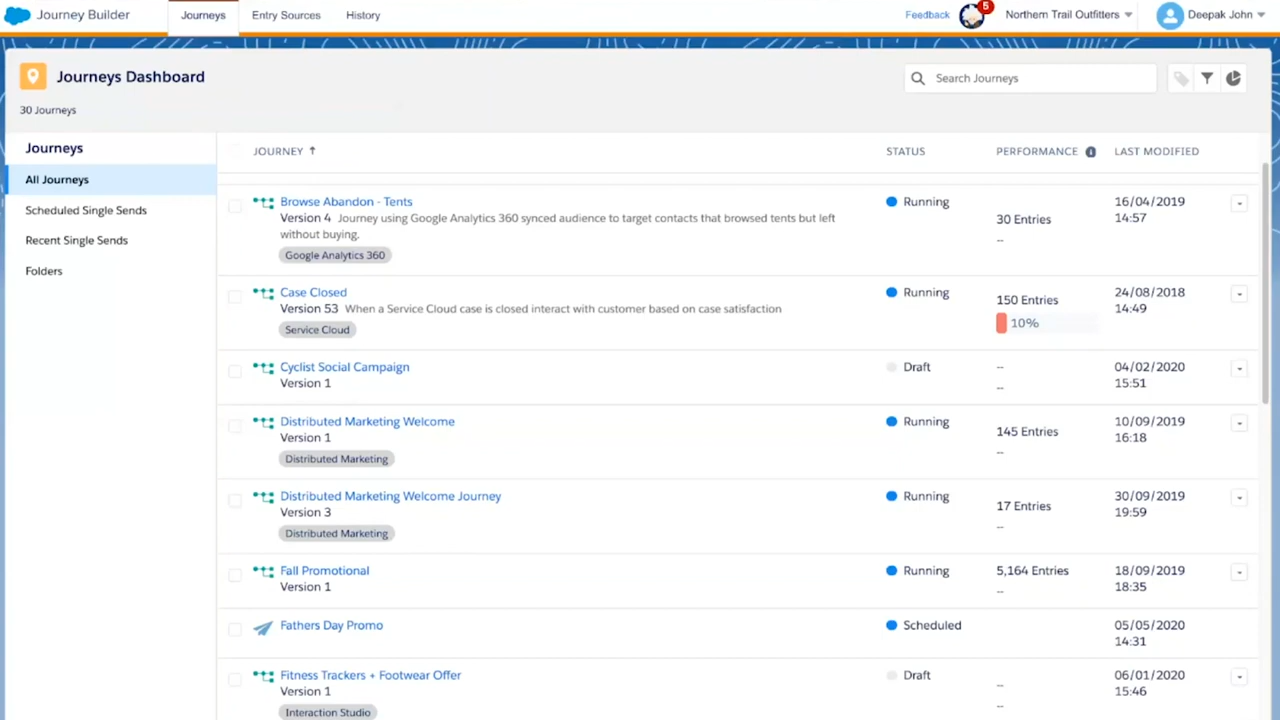 Journey Builder
Journeys
Entry Sources
History
Feedback
5
Northern Trail Outfitters
Deepak John
Journeys Dashboard
Search Journeys
30 Journeys
Journeys
All Journeys
Scheduled Single Sends
Recent Single Sends
Folders
JOURNEY ↑
STATUS
PERFORMANCE
LAST MODIFIED
Browse Abandon - Tents
Version 4 Journey using Google Analytics 360 synced audience to target contacts that browsed tents but left
without buying.
Google Analytics 360
Running
30 Entries
--
16/04/2019
14:57
Case Closed
Version 53 When a Service Cloud case is closed interact with customer based on case satisfaction
Service Cloud
Running
150 Entries
10%
24/08/2018
14:49
Cyclist Social Campaign
Version 1
Draft
--
--
04/02/2020
15:51
Distributed Marketing Welcome
Version 1
Distributed Marketing
Running
145 Entries
--
10/09/2019
16:18
Distributed Marketing Welcome Journey
Version 3
Distributed Marketing
Running
17 Entries
--
30/09/2019
19:59
Fall Promotional
Version 1
Running
5,164 Entries
--
18/09/2019
18:35
Fathers Day Promo
Scheduled
05/05/2020
14:31
Fitness Trackers + Footwear Offer
Version 1
Interaction Studio
Draft
--
--
06/01/2020
15:46